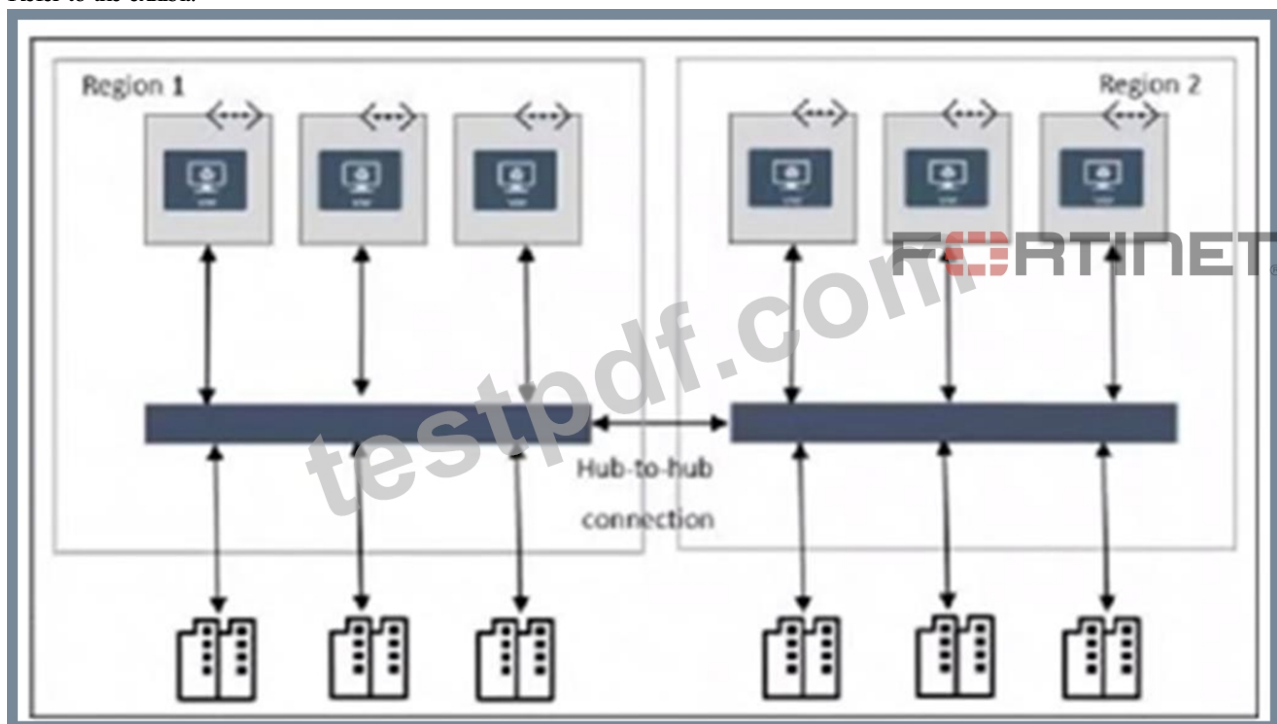 Region 1
Region 2
FORTINET
testpdf.com
Hub-to-hub
connection